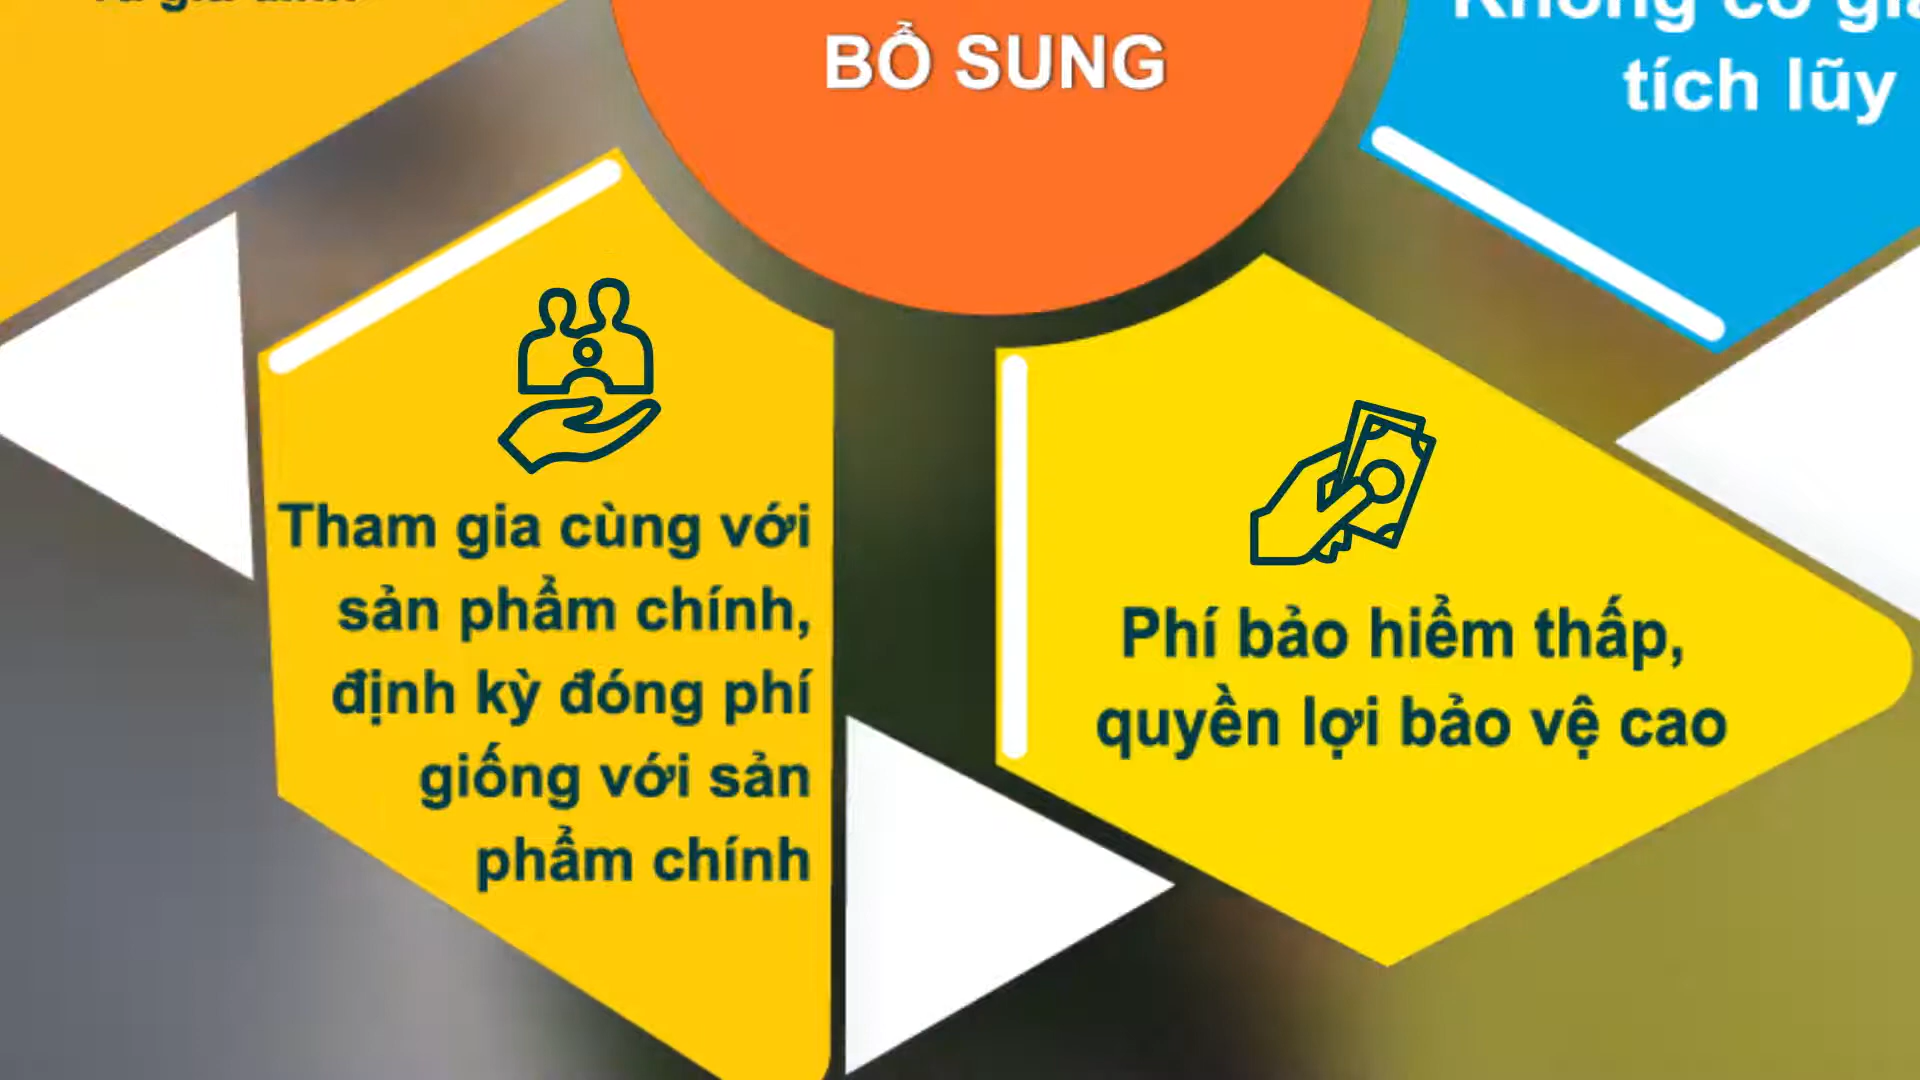 BỔ SUNG
tích lũy
Tham gia cùng với
sản phẩm chính,
định kỳ đóng phí
giống với sản
phẩm chính
Phí bảo hiểm thấp,
quyền lợi bảo vệ cao